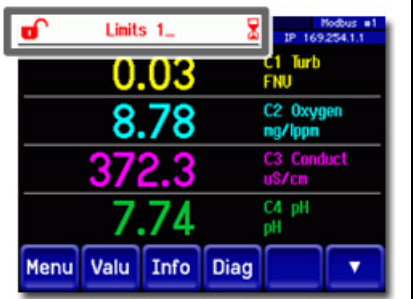 Limits 1_
Modbus #1
IP 169.254.1.1
0.03 C1 Turb
FNU
8.78 C2 Oxygen
mg/lppm
372.3 C3 Conduct
uS/cm
7.74 C4 pH
pH
Menu Valu Info Diag ▼